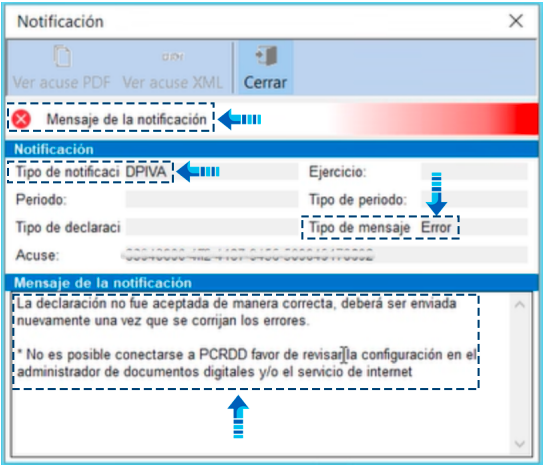 Notificación
Ver acuse PDF Ver acuse XML Cerrar
Mensaje de la notificación
Notificación
Tipo de notificaci DPIVA Ejercicio:
Periodo: Tipo de periodo:
Tipo de declaraci Tipo de mensaje Error
Acuse:
Mensaje de la notificación
La declaración no fue aceptada de manera correcta, deberá ser enviada
nuevamente una vez que se corrijan los errores.
* No es posible conectarse a PCRDD favor de revisar la configuración en el
administrador de documentos digitales y/o el servicio de internet